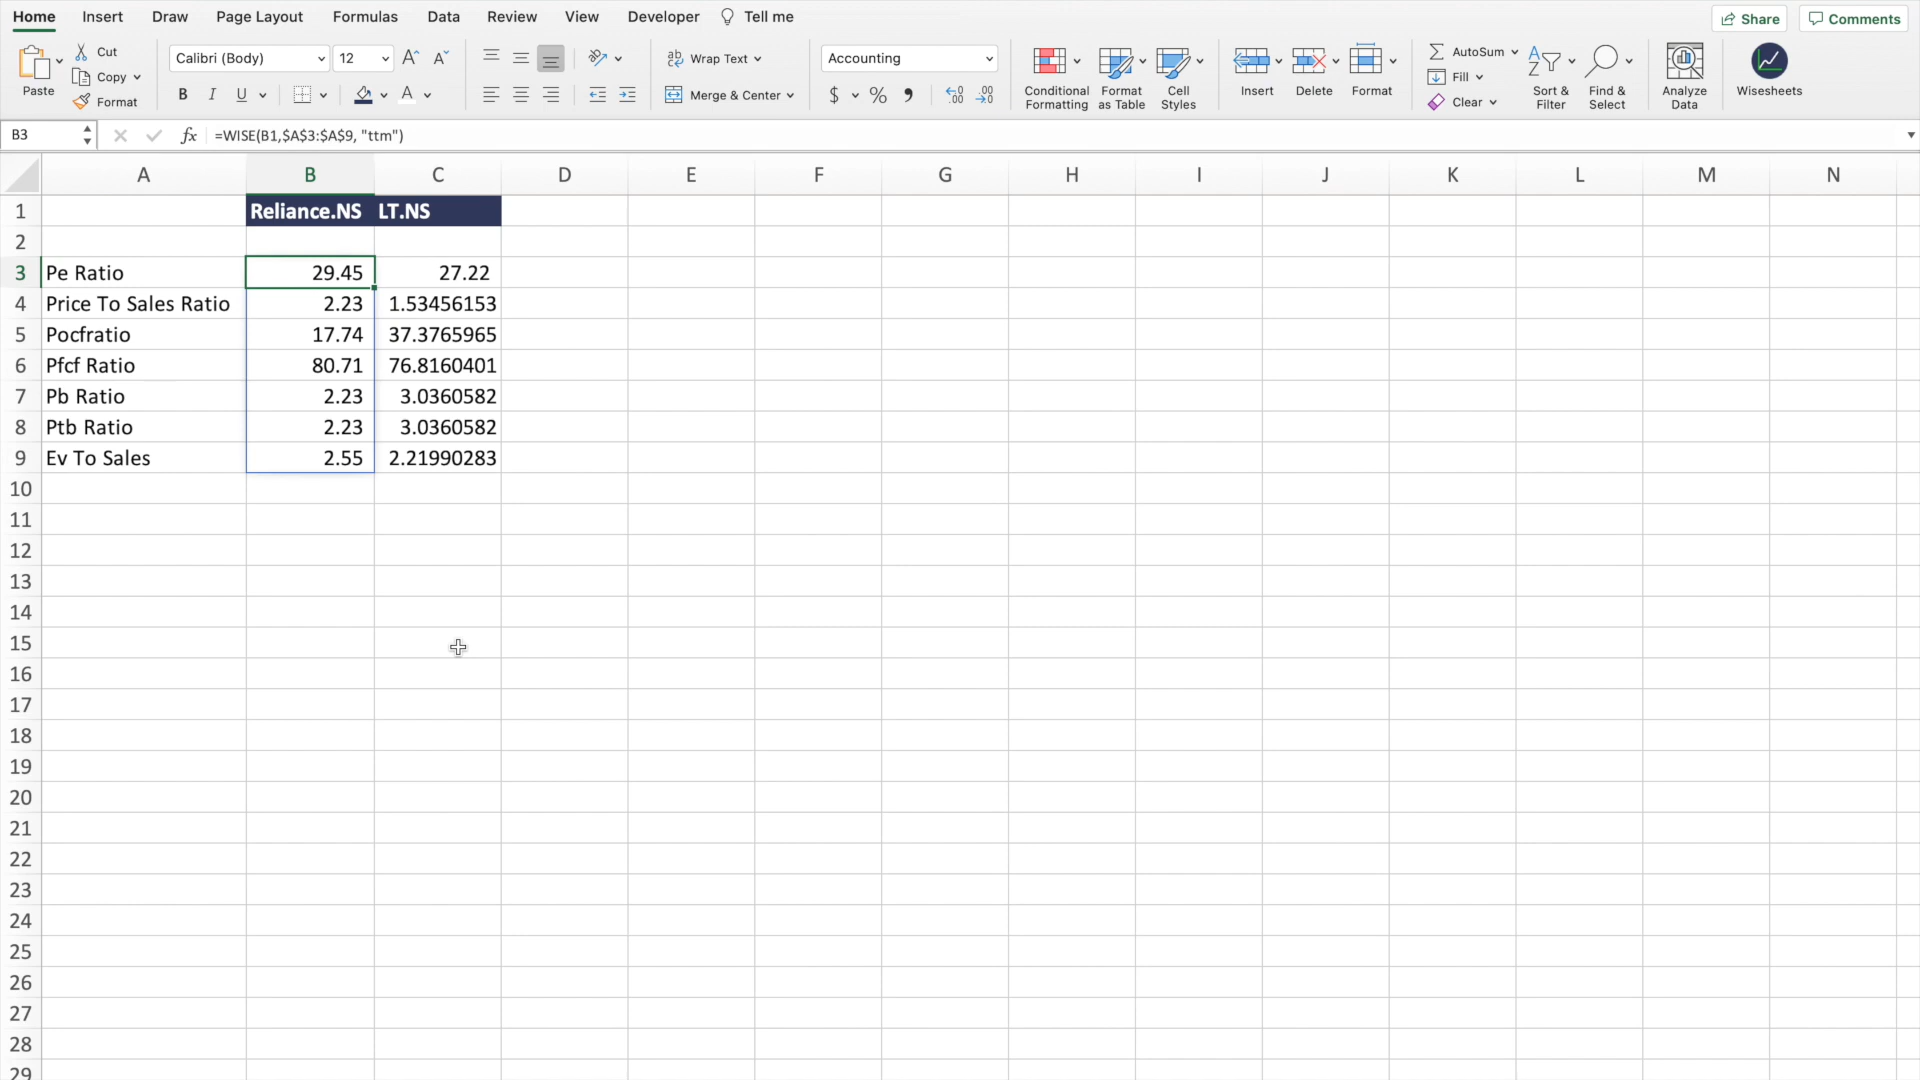 Home Insert Draw Page Layout Formulas Data Review View Developer Tell me Share Comments
Paste Cut Copy Format
Calibri (Body) 12
B I U A
Wrap Text
Merge & Center
Accounting
$ %
Conditional Formatting
Format as Table
Cell Styles
Insert Delete Format
AutoSum
Fill
Clear
Sort & Filter
Find & Select
Analyze Data
Wisesheets
B3 fx =WISE(B1,$A$3:$A$9, "ttm")
A B C D E F G H I J K L M N
1 Reliance.NS LT.NS
2
3 Pe Ratio 29.45 27.22
4 Price To Sales Ratio 2.23 1.53456153
5 Pocfratio 17.74 37.3765965
6 Pfcf Ratio 80.71 76.8160401
7 Pb Ratio 2.23 3.0360582
8 Ptb Ratio 2.23 3.0360582
9 Ev To Sales 2.55 2.21990283
10
11
12
13
14
15
16
17
18
19
20
21
22
23
24
25
26
27
28
29